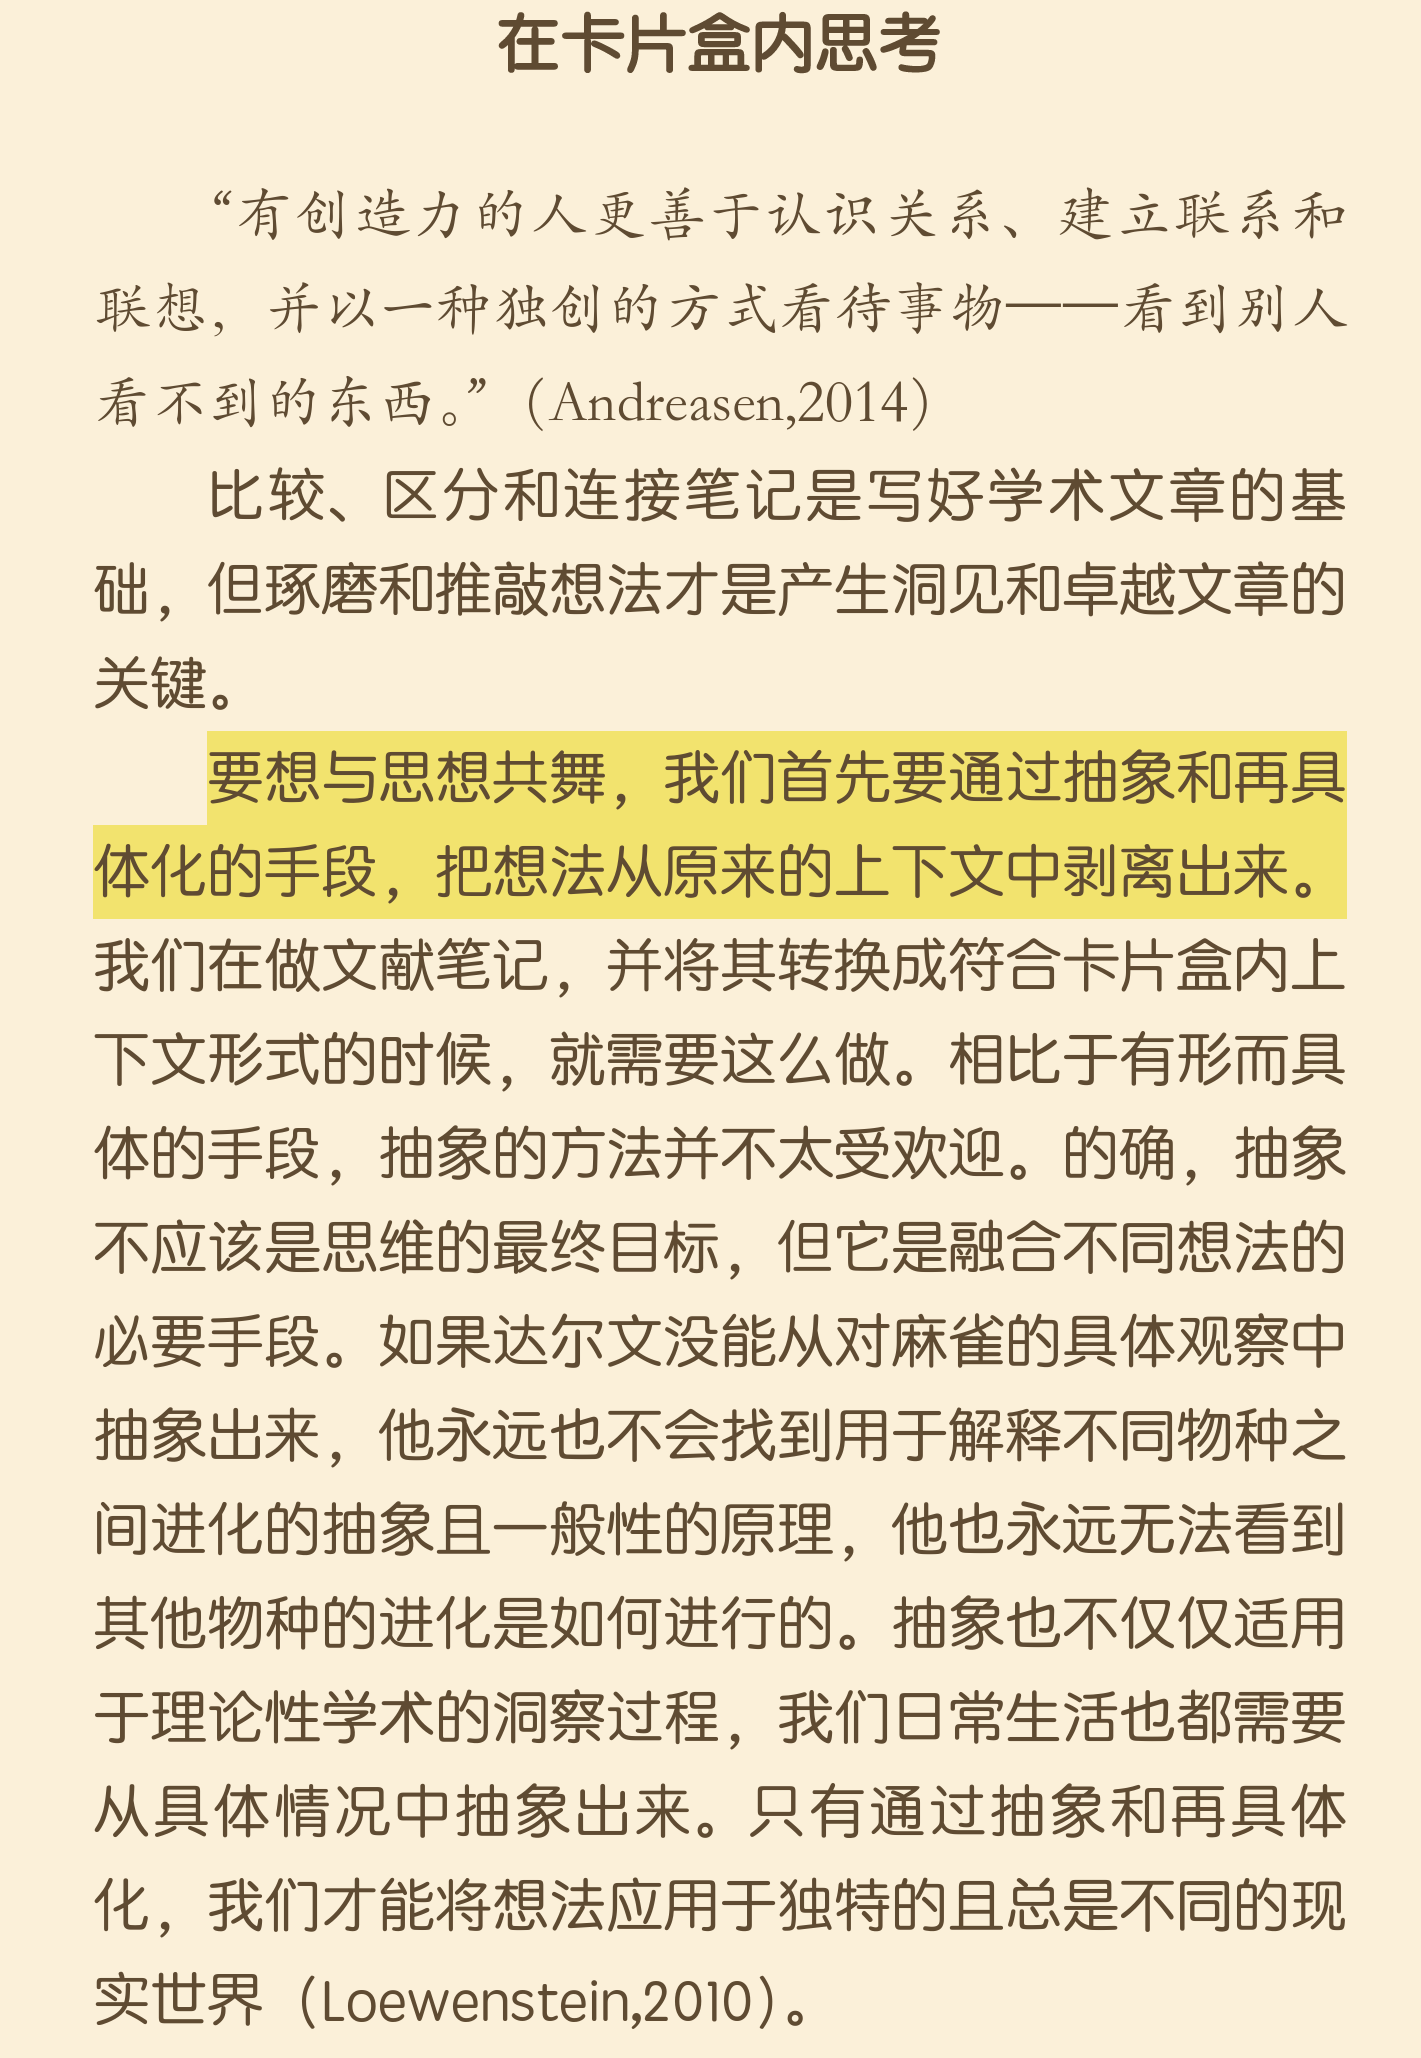 在卡片盒内思考
“有创造力的人更善于认识关系、建立联系和
联想，并以一种独创的方式看待事物——看到别人
看不到的东西。”（Andreasen,2014）
比较、区分和连接笔记是写好学术文章的基
础，但琢磨和推敲想法才是产生洞见和卓越文章的
关键。
要想与思想共舞，我们首先要通过抽象和再具
体化的手段，把想法从原来的上下文中剥离出来。
我们在做文献笔记，并将其转换成符合卡片盒内上
下文形式的时候，就需要这么做。相比于有形而具
体的手段，抽象的方法并不太受欢迎。的确，抽象
不应该是思维的最终目标，但它是融合不同想法的
必要手段。如果达尔文没能从对麻雀的具体观察中
抽象出来，他永远也不会找到用于解释不同物种之
间进化的抽象且一般性的原理，他也永远无法看到
其他物种的进化是如何进行的。抽象也不仅仅适用
于理论性学术的洞察过程，我们日常生活也都需要
从具体情况中抽象出来。只有通过抽象和再具体
化，我们才能将想法应用于独特的且总是不同的现
实世界（Loewenstein,2010）。